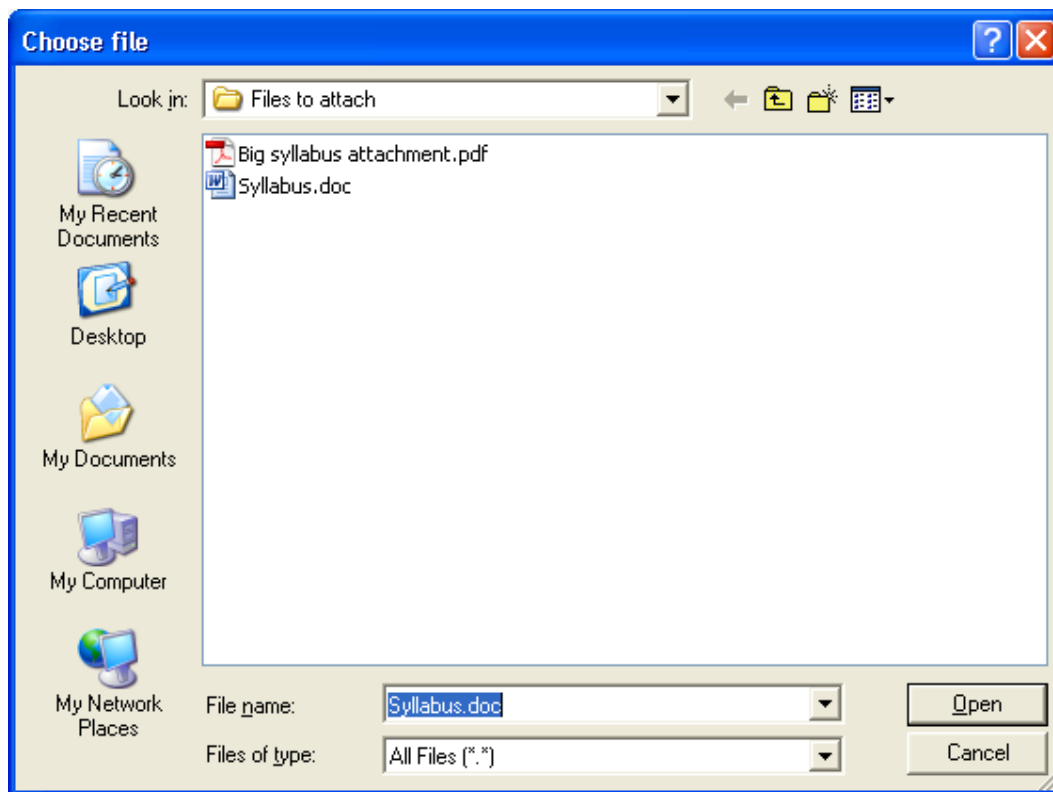 Choose file
Look in:
Files to attach
Big syllabus attachment.pdf
Syllabus.doc
My Recent
Documents
Desktop
My Documents
My Computer
My Network
Places
File name:
Syllabus.doc
Open
Files of type:
All Files (*.*)
Cancel